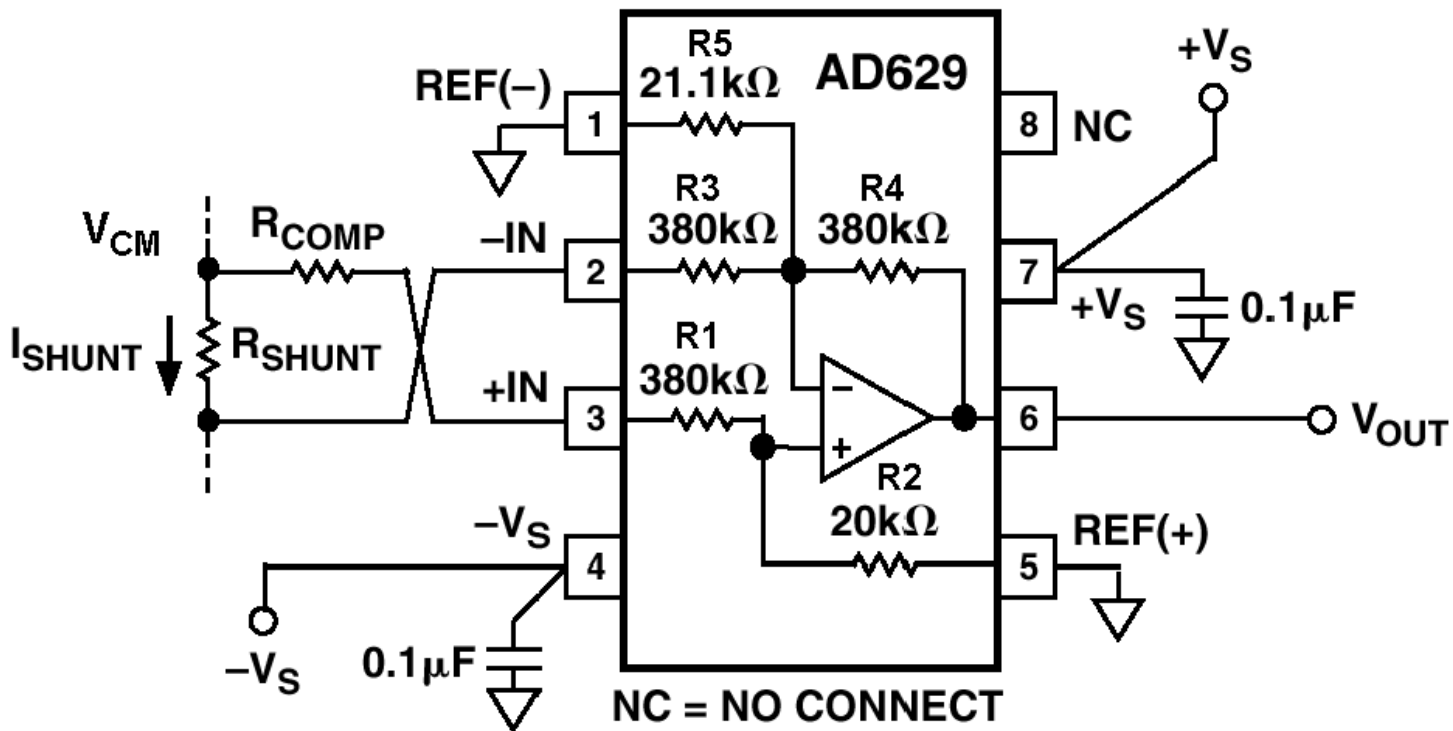 R5
21.1kΩ
AD629
+VS
REF(–)
1
8
NC
VCM
RCOMP
–IN
2
R3
380kΩ
R4
380kΩ
7
+VS
0.1µF
ISHUNT
RSHUNT
+IN
3
R1
380kΩ
–
+
6
VOUT
R2
20kΩ
–VS
4
5
REF(+)
–VS
0.1µF
NC = NO CONNECT